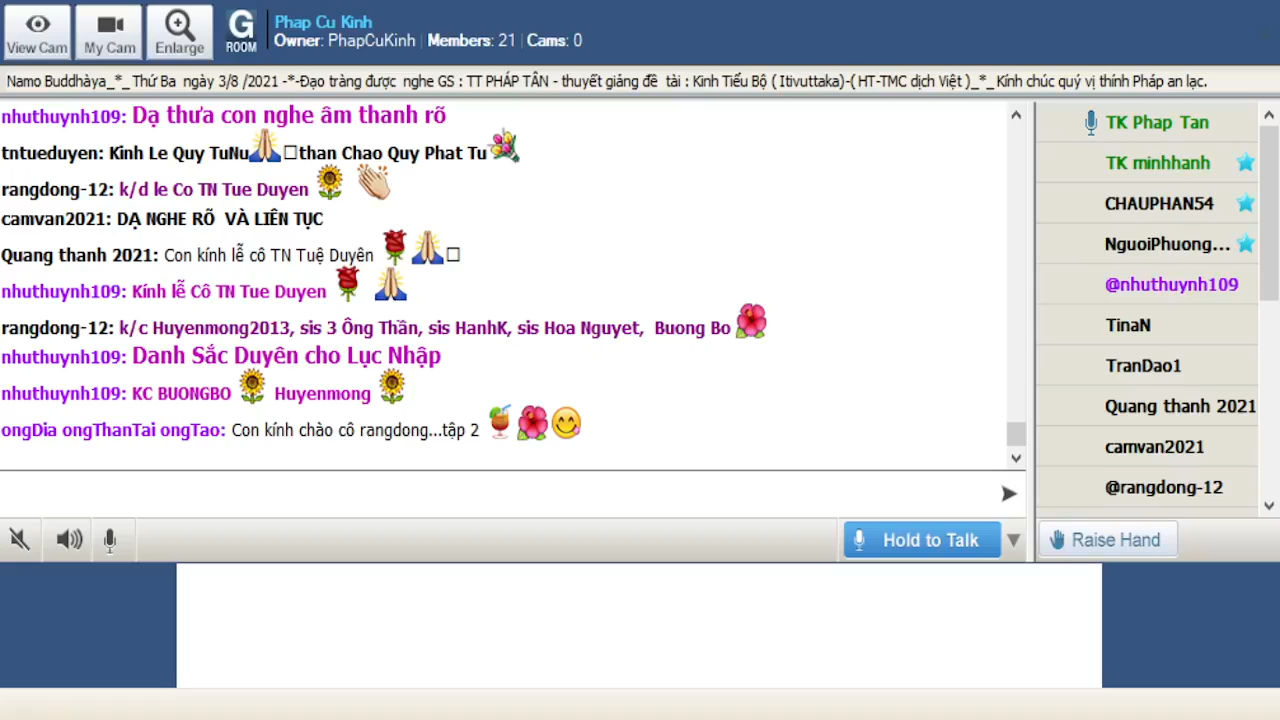 View Cam
My Cam
Enlarge
G
ROOM
Phap Cu Kinh
Owner: PhapCuKinh | Members: 21 | Cams: 0
Namo Buddhàya_*_Thứ Ba ngày 3/8 /2021 -*-Đạo tràng được nghe GS : TT PHÁP TÂN - thuyết giảng đề tài : Kinh Tiểu Bộ ( Itivuttaka)-( HT-TMC dịch Việt )_*_Kính chúc quý vị thính Pháp an lạc.
nhuthuynh109: Dạ thưa con nghe âm thanh rõ
tntueduyen: Kinh Le Quy TuNu🙏□than Chao Quy Phat Tu💐
rangdong-12: k/d le Co TN Tue Duyen 🌻 👏
camvan2021: DẠ NGHE RÕ VÀ LIÊN TỤC
Quang thanh 2021: Con kính lễ cô TN Tuệ Duyên 🌹🙏□
nhuthuynh109: Kính lễ Cô TN Tue Duyen 🌹 🙏
rangdong-12: k/c Huyenmong2013, sis 3 Ông Thần, sis HanhK, sis Hoa Nguyet, Buong Bo🌺
nhuthuynh109: Danh Sắc Duyên cho Lục Nhập
nhuthuynh109: KC BUONGBO 🌻 Huyenmong 🌻
ongDia ongThanTai ongTao: Con kính chào cô rangdong...tập 2 🍹🌺😋
TK Phap Tan
TK minhhanh
CHAUPHAN54
NguoiPhuong...
@nhuthuynh109
TinaN
TranDao1
Quang thanh 2021
camvan2021
@rangdong-12
Hold to Talk
Raise Hand